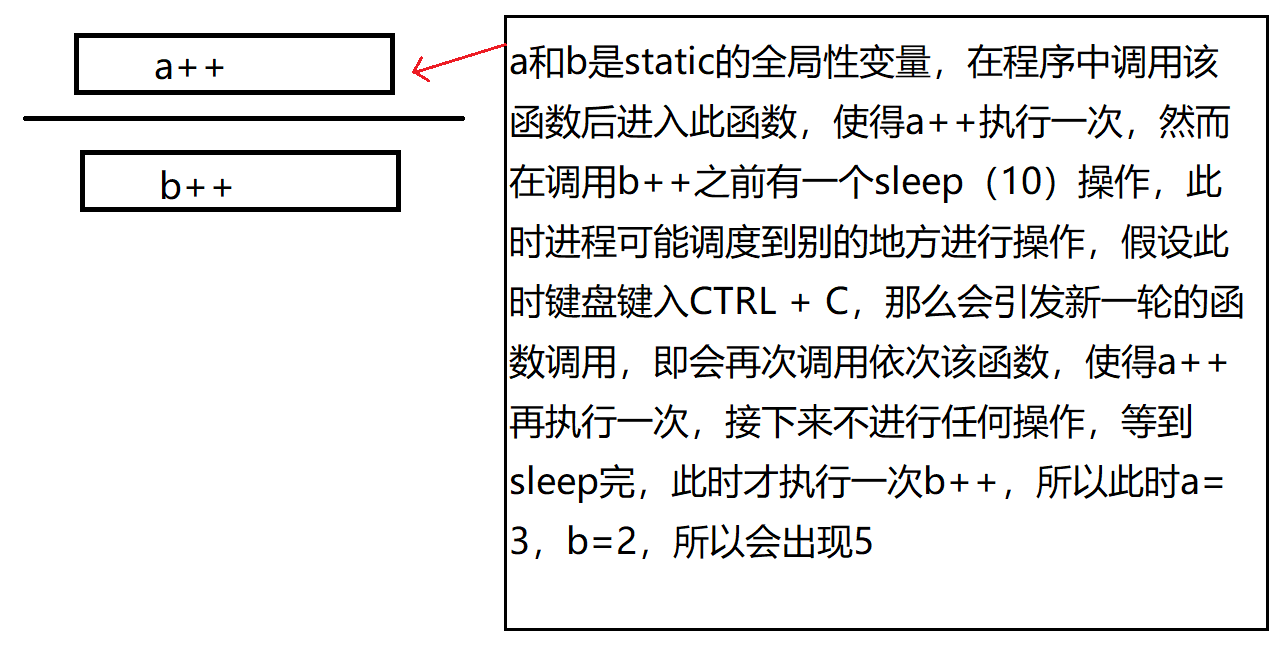 a++
b++
a和b是static的全局性变量，在程序中调用该
函数后进入此函数，使得a++执行一次，然而
在调用b++之前有一个sleep（10）操作，此
时进程可能调度到别的地方进行操作，假设此
时键盘键入CTRL + C，那么会引发新一轮的函
数调用，即会再次调用依次该函数，使得a++
再执行一次，接下来不进行任何操作，等到
sleep完，此时才执行一次b++，所以此时a=
3，b=2，所以会出现5